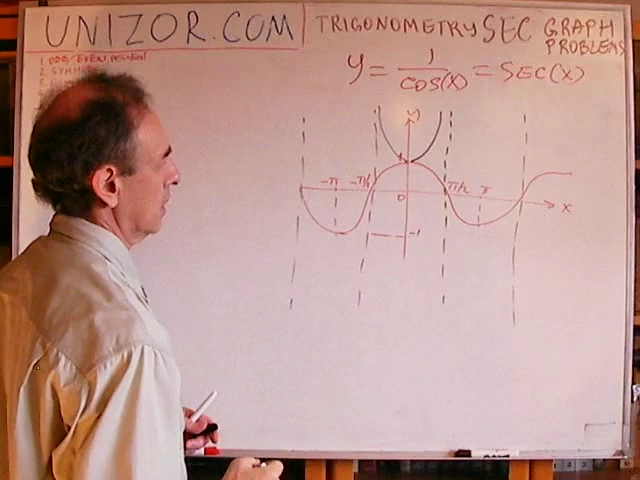 UNIZOR.COM
TRIGONOMETRY SEC GRAPH PROBLEMS
1. ODD/EVEN,
2. SYMM
y = 1/COS(X) = SEC(X)
y
1
-π
-π/2
0
π/2
π
X
-1